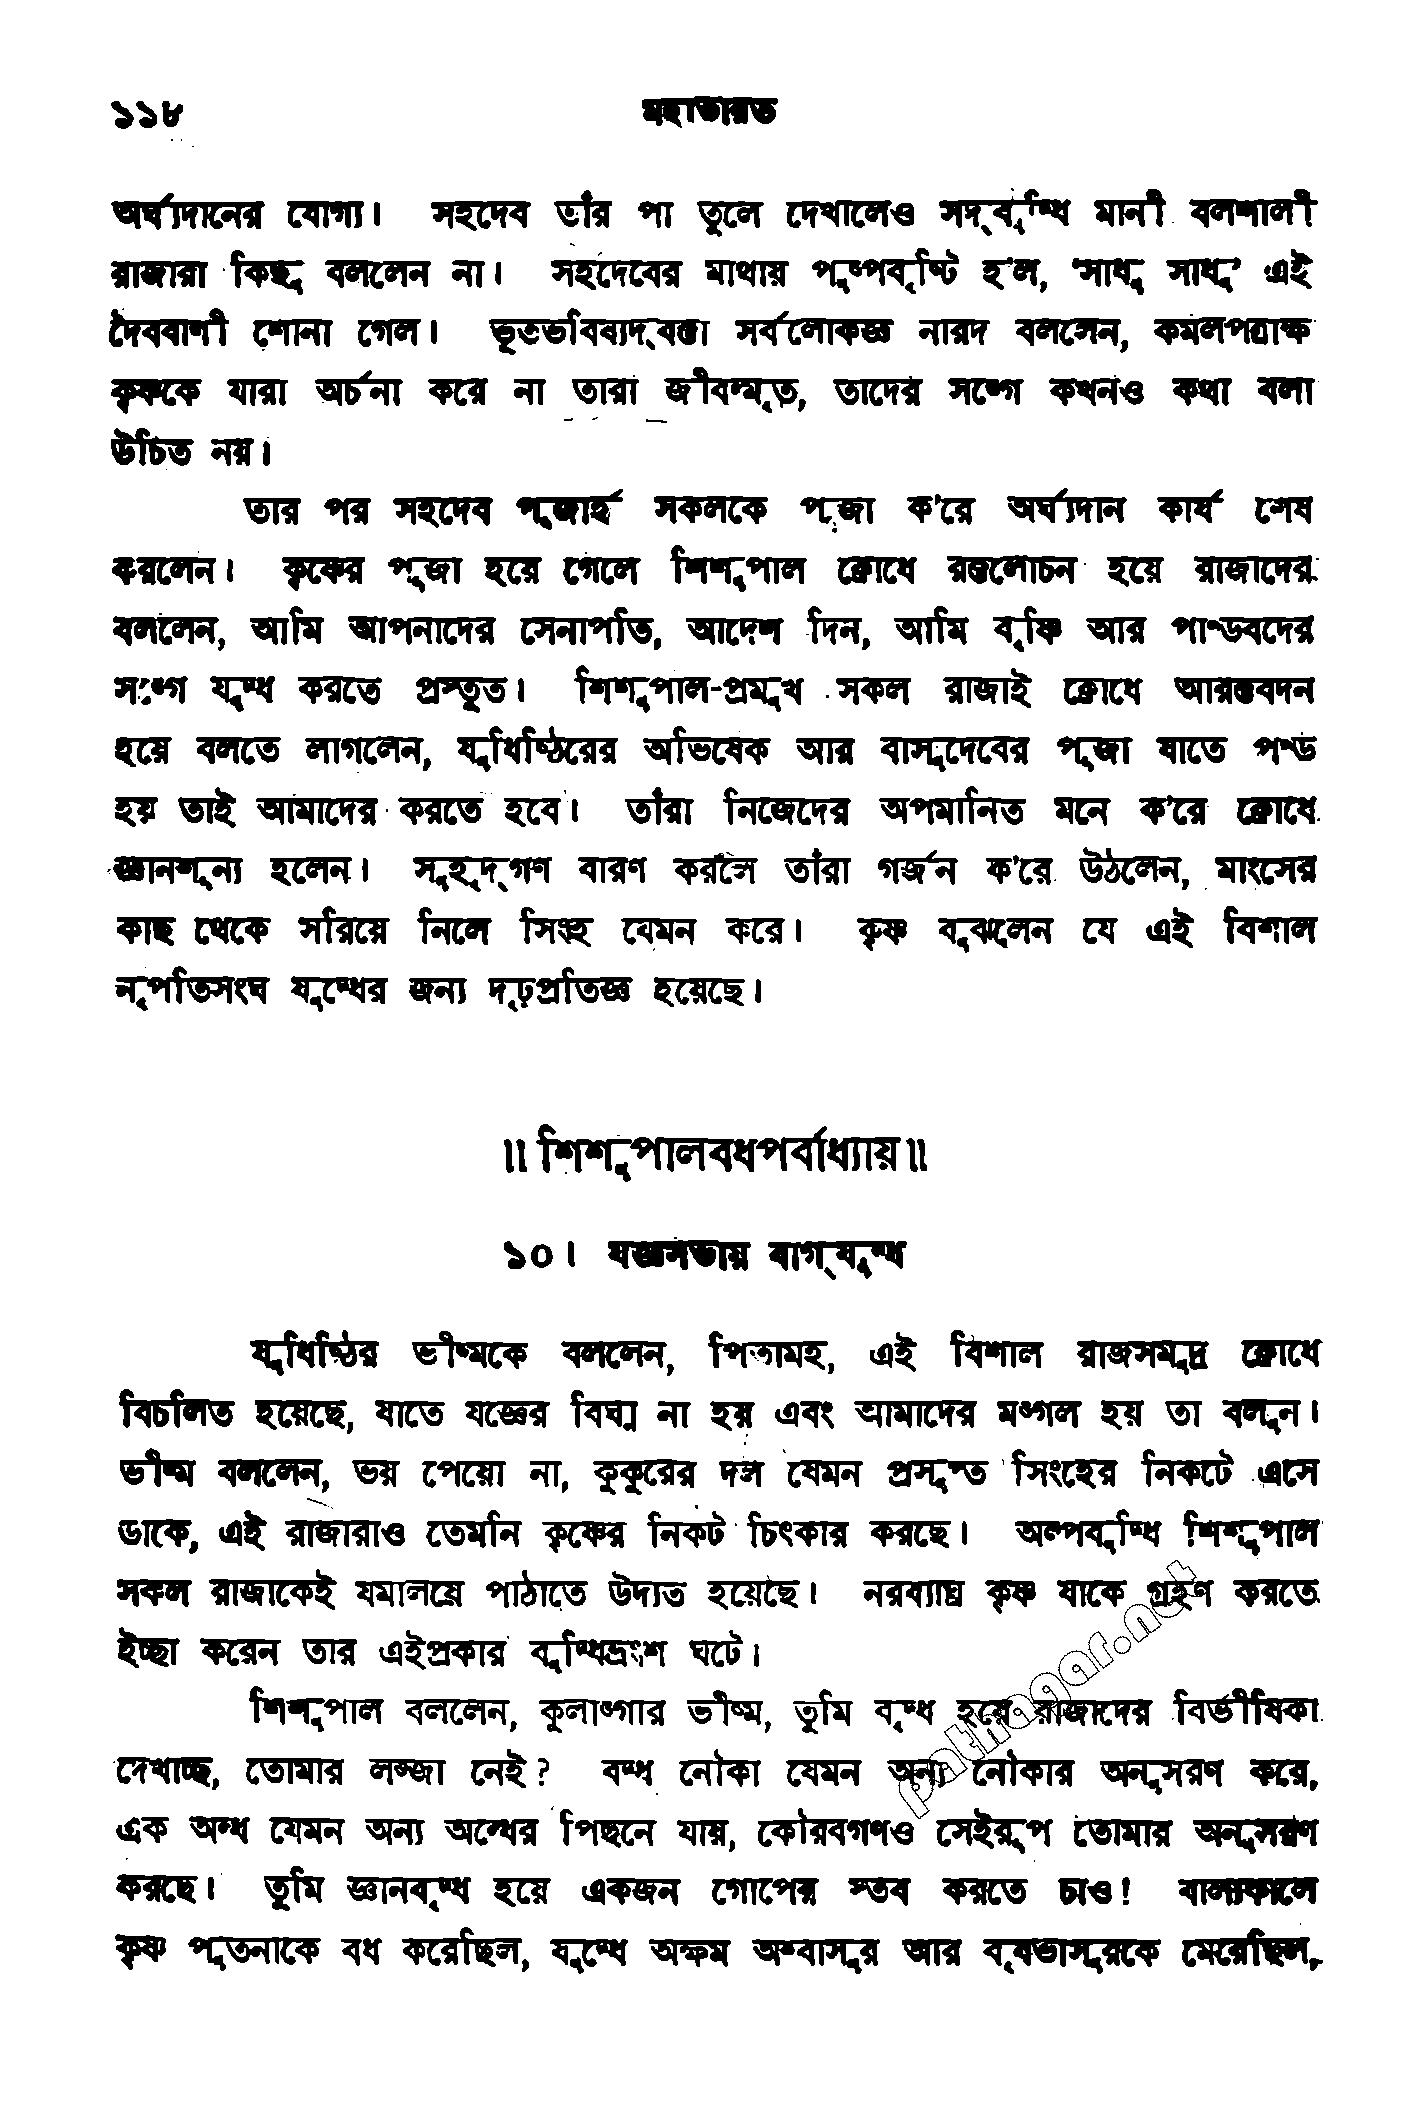 ১১৮
মহাভারত
অর্ঘ্যদানের যোগ্য। সহদেব তাঁর পা তুলে দেখালেও সদ্‌বুদ্ধি মানী বলশালী
রাজারা কিছু বললেন না। সহদেবের মাথায় পুষ্পবৃষ্টি হ'ল, 'সাধু সাধু' এই
দৈববাণী শোনা গেল। ভূতভবিষ্যদ্‌বক্তা সর্বলোকজ্ঞ নারদ বললেন, কমলপত্রাক্ষ
কৃষ্ণকে যারা অর্চনা করে না তারা জীবন্মৃত, তাদের সঙ্গে কখনও কথা বলা
উচিত নয়।
তার পর সহদেব পূজার্হ সকলকে পূজা ক'রে অর্ঘ্যদান কার্য শেষ
করলেন। কৃষ্ণের পূজা হয়ে গেলে শিশুপাল ক্রোধে রক্তলোচন হয়ে রাজাদের
বললেন, আমি আপনাদের সেনাপতি, আদেশ দিন, আমি বৃষ্ণি আর পাণ্ডবদের
সঙ্গে যুদ্ধ করতে প্রস্তুত। শিশুপাল-প্রমুখ সকল রাজাই ক্রোধে আরক্তবদন
হয়ে বলতে লাগলেন, যুধিষ্ঠিরের অভিষেক আর বাসুদেবের পূজা যাতে পণ্ড
হয় তাই আমাদের করতে হবে। তাঁরা নিজেদের অপমানিত মনে ক'রে ক্রোধে
জ্ঞানশূন্য হলেন। সুহৃদ্‌গণ বারণ করলে তাঁরা গর্জন ক'রে উঠলেন, মাংসের
কাছ থেকে সরিয়ে নিলে সিংহ যেমন করে। কৃষ্ণ বুঝলেন যে এই বিশাল
নৃপতিসংঘ যুদ্ধের জন্য দৃঢ়প্রতিজ্ঞ হয়েছে।
॥ শিশুপালবধপর্বাধ্যায় ॥
১০। যজ্ঞসভায় বাগ্‌যুদ্ধ
যুধিষ্ঠির ভীষ্মকে বললেন, পিতামহ, এই বিশাল রাজসমুদ্র ক্রোধে
বিচলিত হয়েছে, যাতে যজ্ঞের বিঘ্ন না হয় এবং আমাদের মঙ্গল হয় তা বলুন।
ভীষ্ম বললেন, ভয় পেয়ো না, কুকুরের দল যেমন প্রসুপ্ত সিংহের নিকটে এসে
ডাকে, এই রাজারাও তেমনি কৃষ্ণের নিকট চিৎকার করছে। অল্পবুদ্ধি শিশুপাল
সকল রাজাকেই যমালয়ে পাঠাতে উদ্যত হয়েছে। নরব্যাঘ্র কৃষ্ণ যাকে গ্রহণ করতে
ইচ্ছা করেন তার এইপ্রকার বুদ্ধিভ্রংশ ঘটে।
শিশুপাল বললেন, কুলাঙ্গার ভীষ্ম, তুমি বৃদ্ধ হয়ে রাজাদের বিভীষিকা
দেখাচ্ছ, তোমার লজ্জা নেই? বদ্ধ নৌকা যেমন অন্য নৌকার অনুসরণ করে,
এক অন্ধ যেমন অন্য অন্ধের পিছনে যায়, কৌরবগণও সেইরূপ তোমার অনুসরণ
করছে। তুমি জ্ঞানবৃদ্ধ হয়ে একজন গোপের স্তব করতে চাও! বাল্যকালে
কৃষ্ণ পূতনাকে বধ করেছিল, যুদ্ধে অক্ষম অশ্বাসুর আর বৃষভাসুরকে মেরেছিল,
pathagar.net